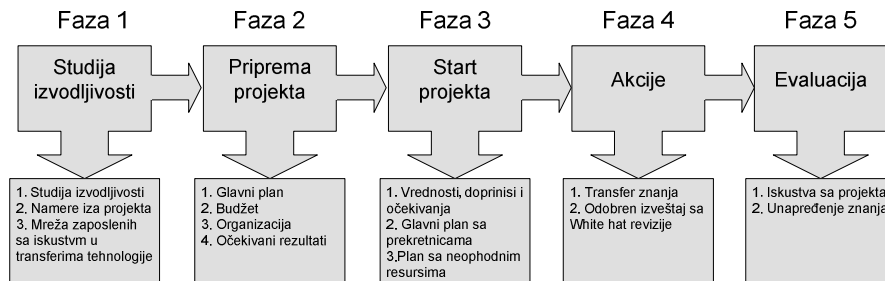 Faza 1
Faza 2
Faza 3
Faza 4
Faza 5
Studija
izvodljivosti
Priprema
projekta
Start
projekta
Akcije
Evaluacija
1. Studija izvodljivosti
2. Namere iza projekta
3. Mreža zaposlenih
sa iskustvm u
transferima tehnologije
1. Glavni plan
2. Budžet
3. Organizacija
4. Očekivani rezultati
1. Vrednosti, doprinisi i
očekivanja
2. Glavni plan sa
prekretnicama
3.Plan sa neophodnim
resursima
1. Transfer znanja
2. Odobren izveštaj sa
White hat revizije
1. Iskustva sa projekta
2. Unapređenje znanja